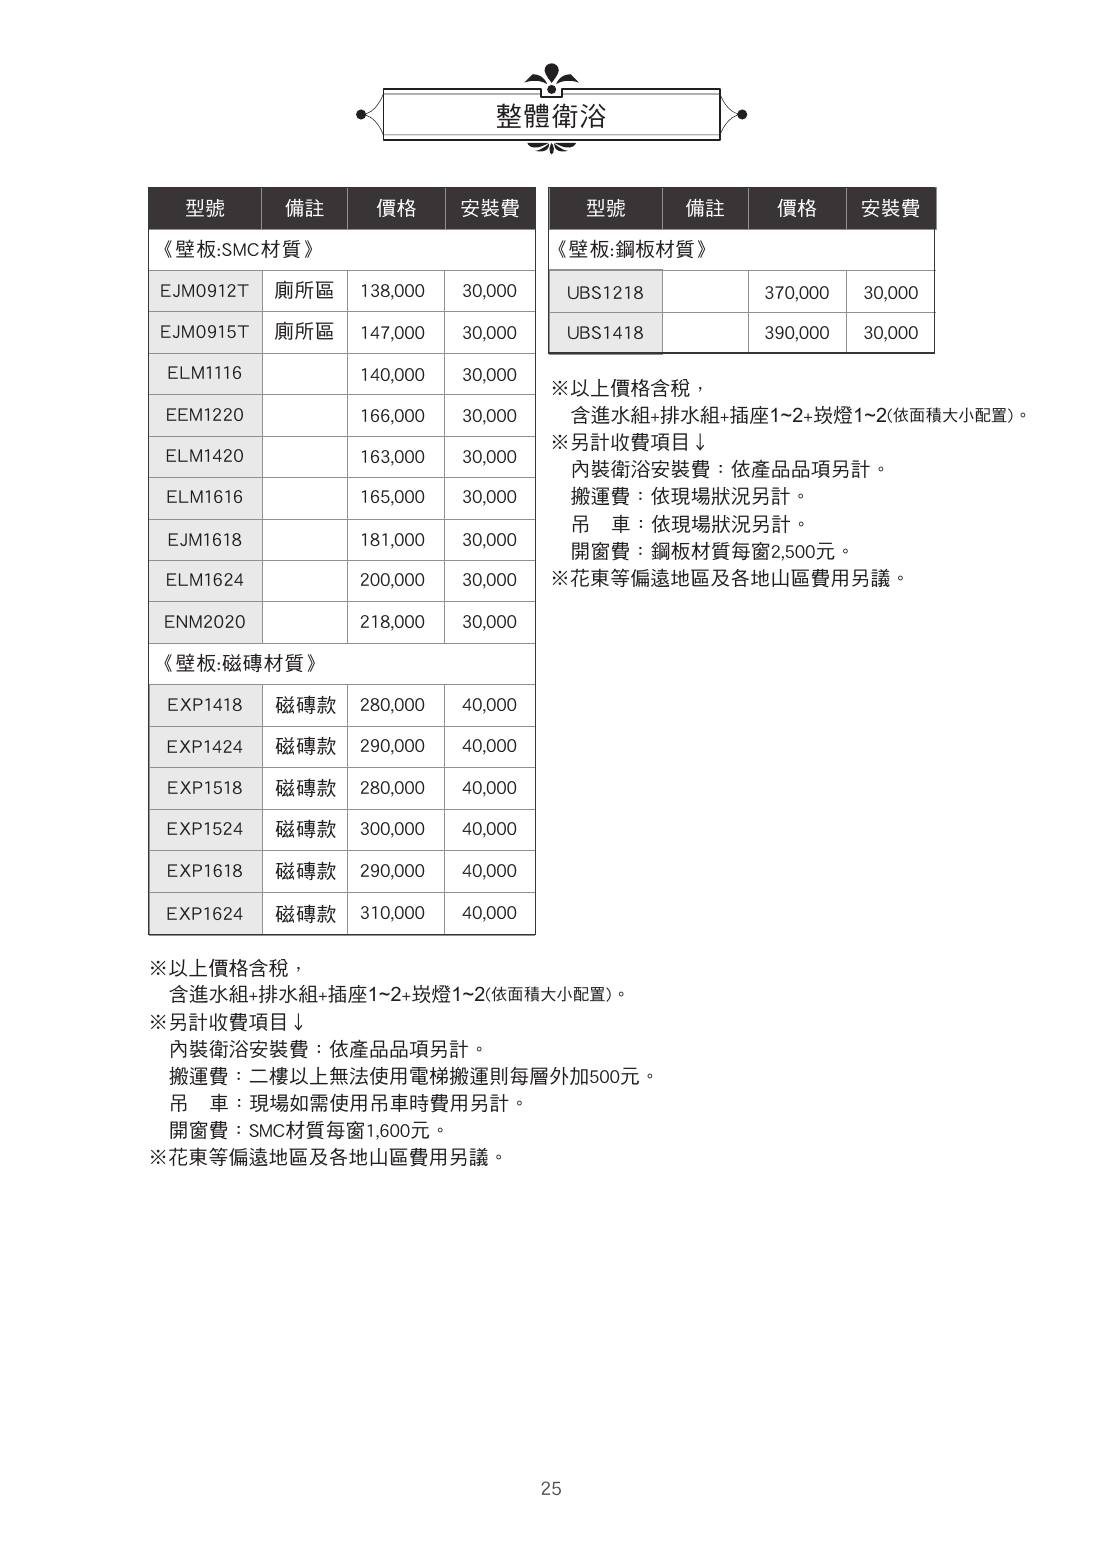 整體衛浴
型號 備註 價格 安裝費
《壁板:SMC材質》
EJM0912T 廁所區 138,000 30,000
EJM0915T 廁所區 147,000 30,000
ELM1116 140,000 30,000
EEM1220 166,000 30,000
ELM1420 163,000 30,000
ELM1616 165,000 30,000
EJM1618 181,000 30,000
ELM1624 200,000 30,000
ENM2020 218,000 30,000
《壁板:磁磚材質》
EXP1418 磁磚款 280,000 40,000
EXP1424 磁磚款 290,000 40,000
EXP1518 磁磚款 280,000 40,000
EXP1524 磁磚款 300,000 40,000
EXP1618 磁磚款 290,000 40,000
EXP1624 磁磚款 310,000 40,000
※以上價格含稅，
含進水組+排水組+插座1~2+崁燈1~2(依面積大小配置)。
※另計收費項目↓
內裝衛浴安裝費：依產品品項另計。
搬運費：二樓以上無法使用電梯搬運則每層外加500元。
吊　車：現場如需使用吊車時費用另計。
開窗費：SMC材質每窗1,600元。
※花東等偏遠地區及各地山區費用另議。
型號 備註 價格 安裝費
《壁板:鋼板材質》
UBS1218 370,000 30,000
UBS1418 390,000 30,000
※以上價格含稅，
含進水組+排水組+插座1~2+崁燈1~2(依面積大小配置)。
※另計收費項目↓
內裝衛浴安裝費：依產品品項另計。
搬運費：依現場狀況另計。
吊　車：依現場狀況另計。
開窗費：鋼板材質每窗2,500元。
※花東等偏遠地區及各地山區費用另議。
25